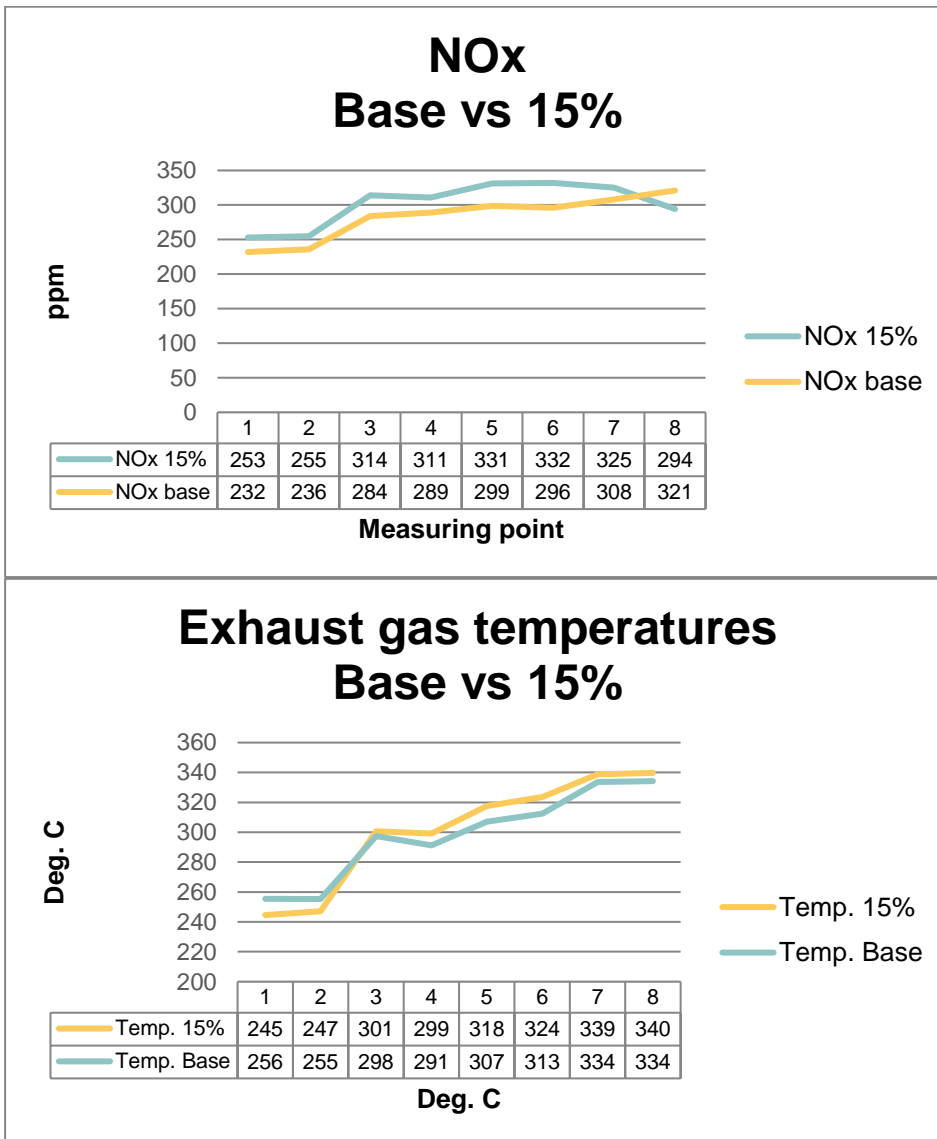 NOx
Base vs 15%
350
300
250
200
150
100
50
0
ppm
NOx 15%
NOx base
1 2 3 4 5 6 7 8
NOx 15% 253 255 314 311 331 332 325 294
NOx base 232 236 284 289 299 296 308 321
Measuring point
Exhaust gas temperatures
Base vs 15%
360
340
320
300
280
260
240
220
200
Deg. C
Temp. 15%
Temp. Base
1 2 3 4 5 6 7 8
Temp. 15% 245 247 301 299 318 324 339 340
Temp. Base 256 255 298 291 307 313 334 334
Deg. C